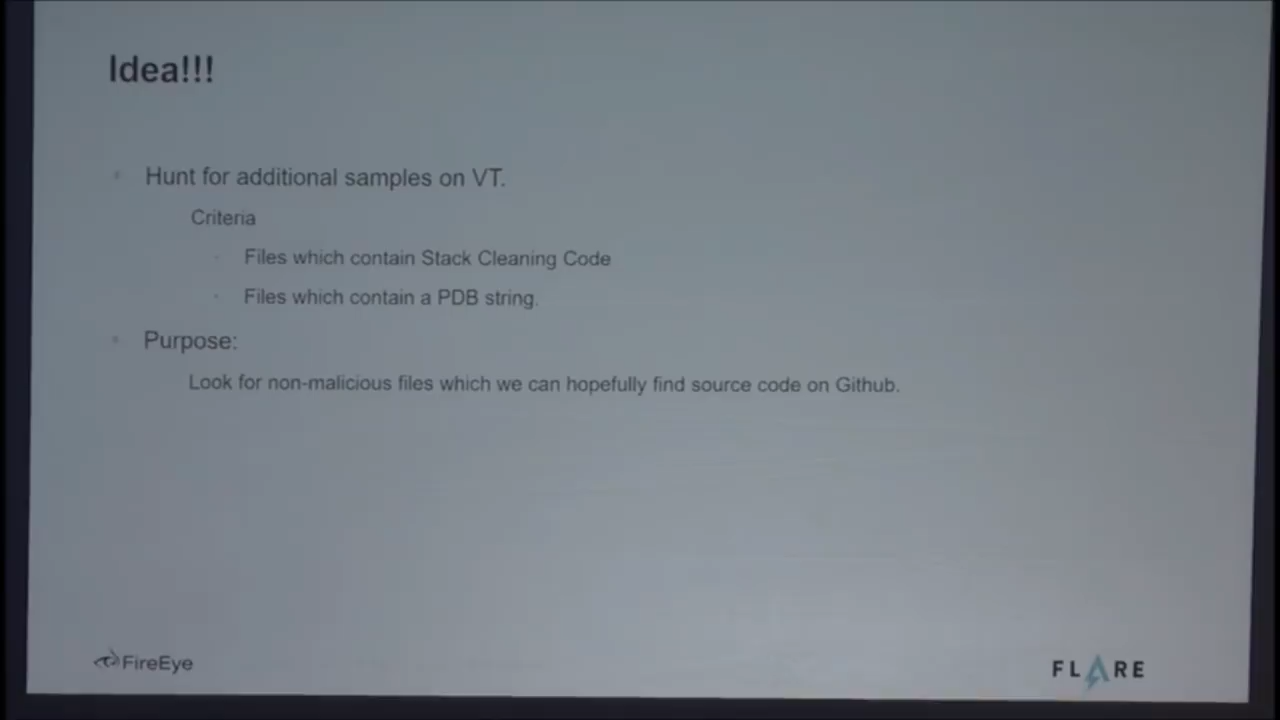 Idea!!!
Hunt for additional samples on VT.
Criteria
Files which contain Stack Cleaning Code
Files which contain a PDB string.
Purpose:
Look for non-malicious files which we can hopefully find source code on Github.
FireEye
FLARE